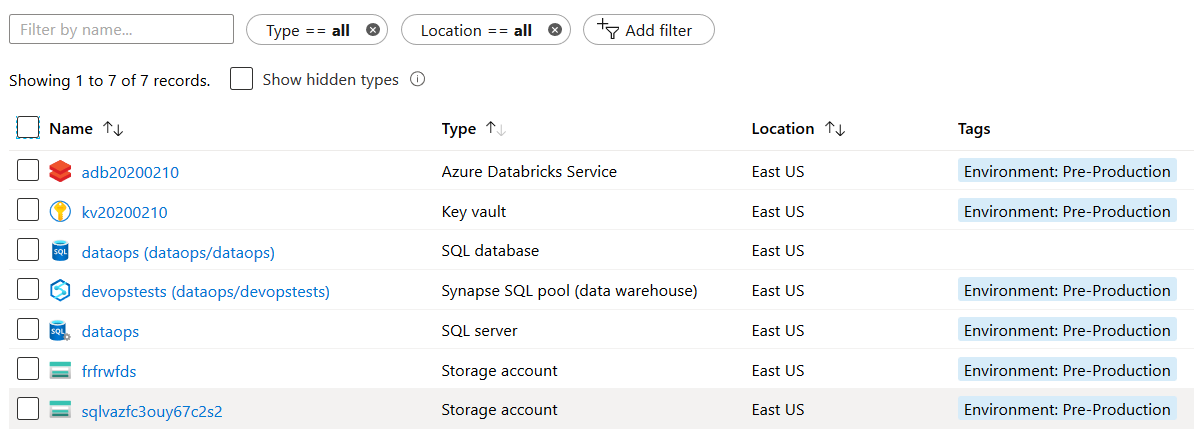 Filter by name...
Type == all
Location == all
Add filter
Showing 1 to 7 of 7 records.
Show hidden types
Name Type Location Tags
adb20200210 Azure Databricks Service East US Environment: Pre-Production
kv20200210 Key vault East US Environment: Pre-Production
SQL dataops (dataops/dataops) SQL database East US
devopstests (dataops/devopstests) Synapse SQL pool (data warehouse) East US Environment: Pre-Production
SQL dataops SQL server East US Environment: Pre-Production
frfrwfds Storage account East US Environment: Pre-Production
sqlvazfc3ouy67c2s2 Storage account East US Environment: Pre-Production